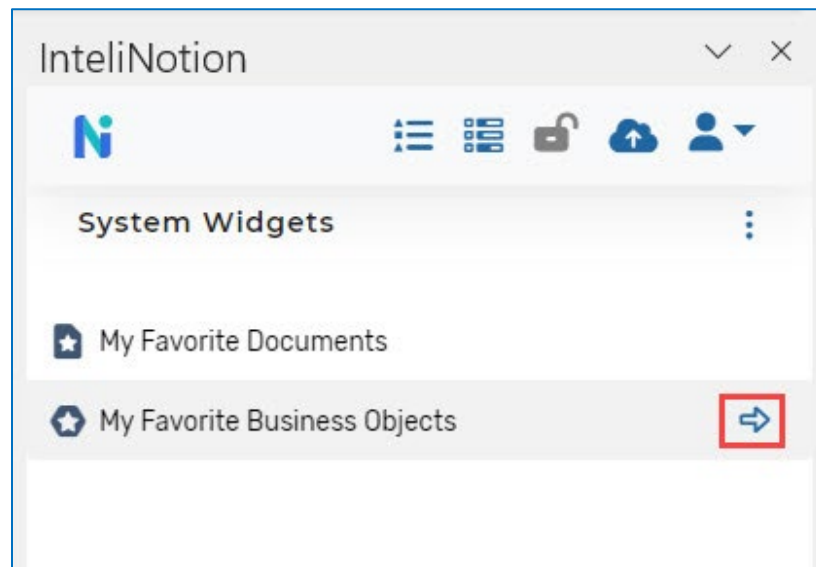 InteliNotion
System Widgets
My Favorite Documents
My Favorite Business Objects